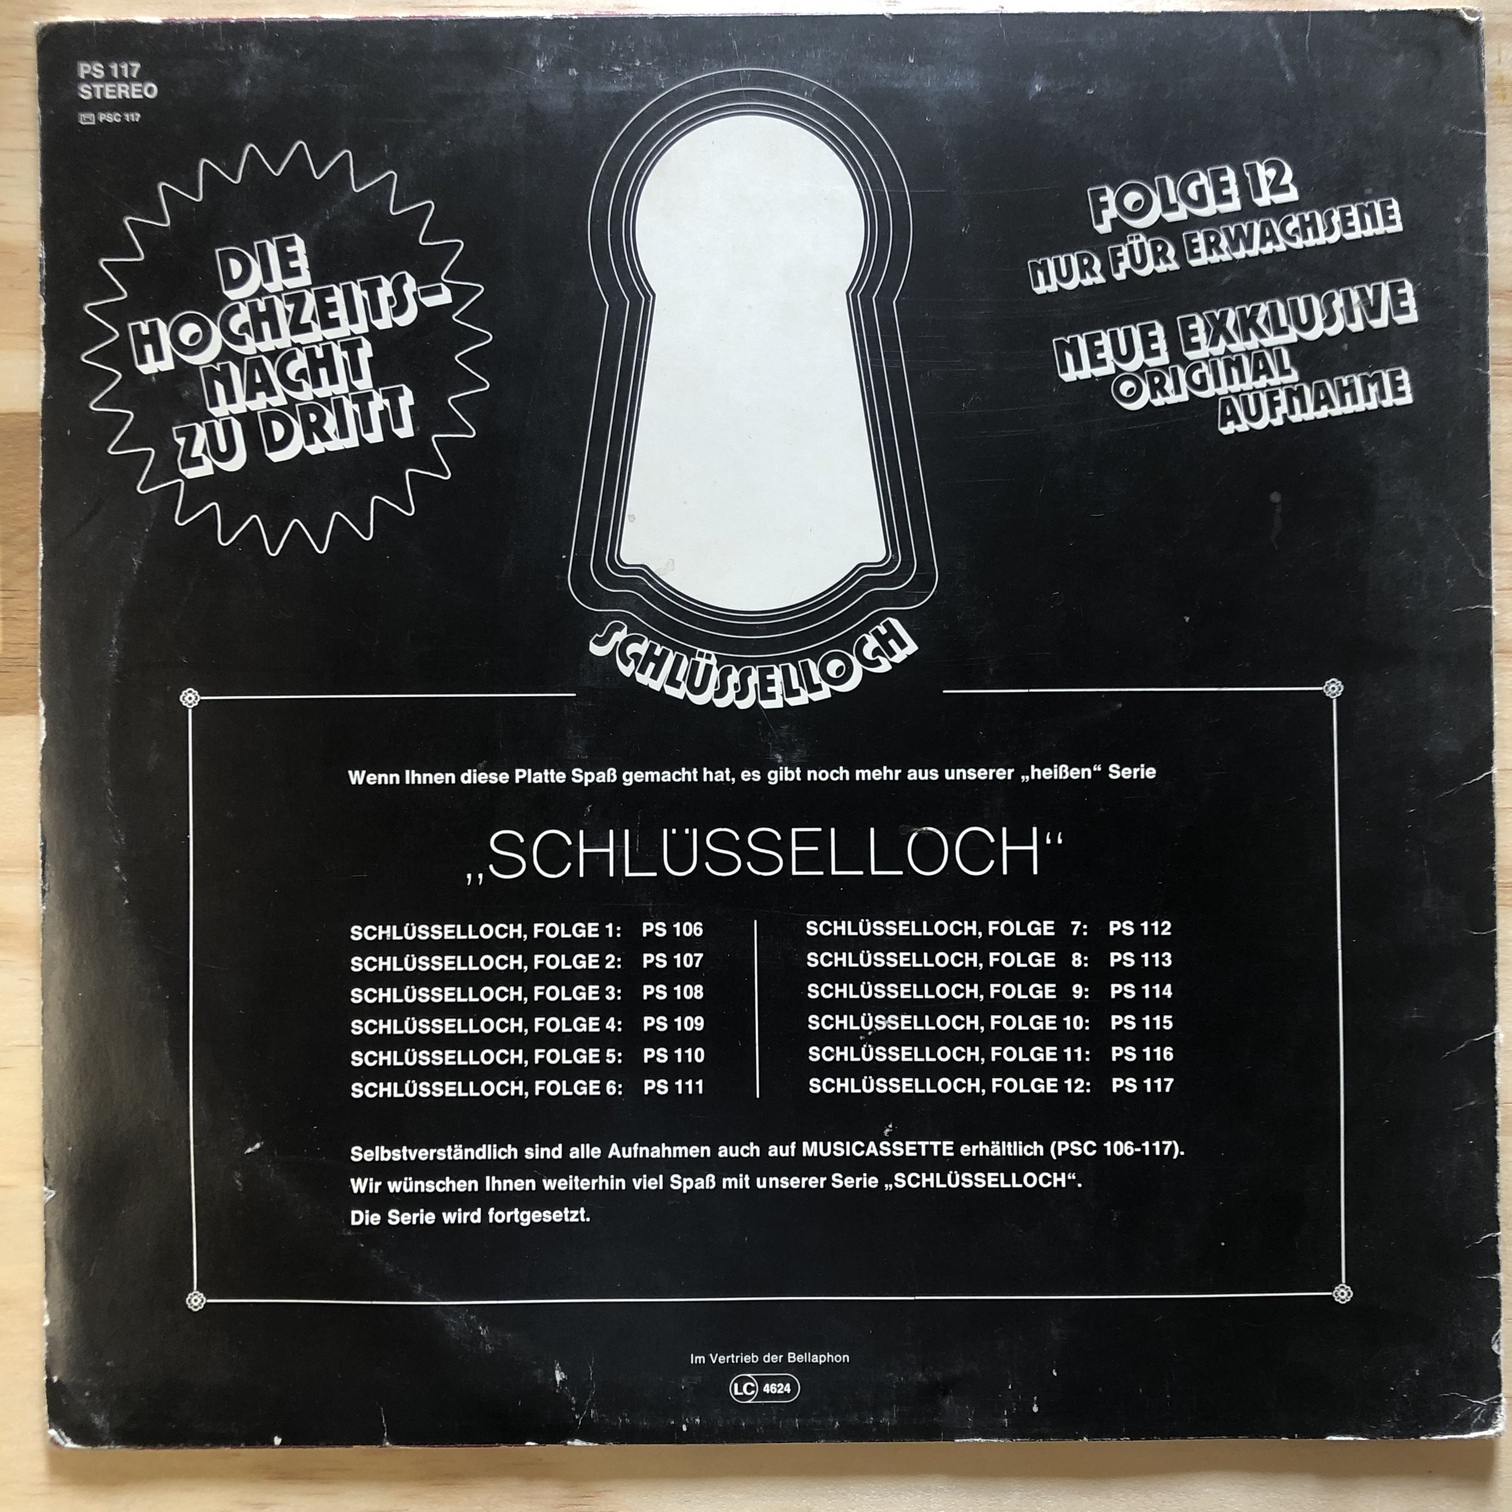 PS 117
STEREO
PSC 117
DIE
HOCHZEITS-
NACHT
ZU DRITT
FOLGE 12
NUR FÜR ERWACHSENE
NEUE EXKLUSIVE
ORIGINAL
AUFNAHME
SCHLÜSSELLOCH
Wenn Ihnen diese Platte Spaß gemacht hat, es gibt noch mehr aus unserer „heißen“ Serie
„SCHLÜSSELLOCH“
SCHLÜSSELLOCH, FOLGE 1: PS 106
SCHLÜSSELLOCH, FOLGE 2: PS 107
SCHLÜSSELLOCH, FOLGE 3: PS 108
SCHLÜSSELLOCH, FOLGE 4: PS 109
SCHLÜSSELLOCH, FOLGE 5: PS 110
SCHLÜSSELLOCH, FOLGE 6: PS 111
SCHLÜSSELLOCH, FOLGE 7: PS 112
SCHLÜSSELLOCH, FOLGE 8: PS 113
SCHLÜSSELLOCH, FOLGE 9: PS 114
SCHLÜSSELLOCH, FOLGE 10: PS 115
SCHLÜSSELLOCH, FOLGE 11: PS 116
SCHLÜSSELLOCH, FOLGE 12: PS 117
Selbstverständlich sind alle Aufnahmen auch auf MUSICASSETTE erhältlich (PSC 106-117).
Wir wünschen Ihnen weiterhin viel Spaß mit unserer Serie „SCHLÜSSELLOCH“.
Die Serie wird fortgesetzt.
Im Vertrieb der Bellaphon
LC 4624